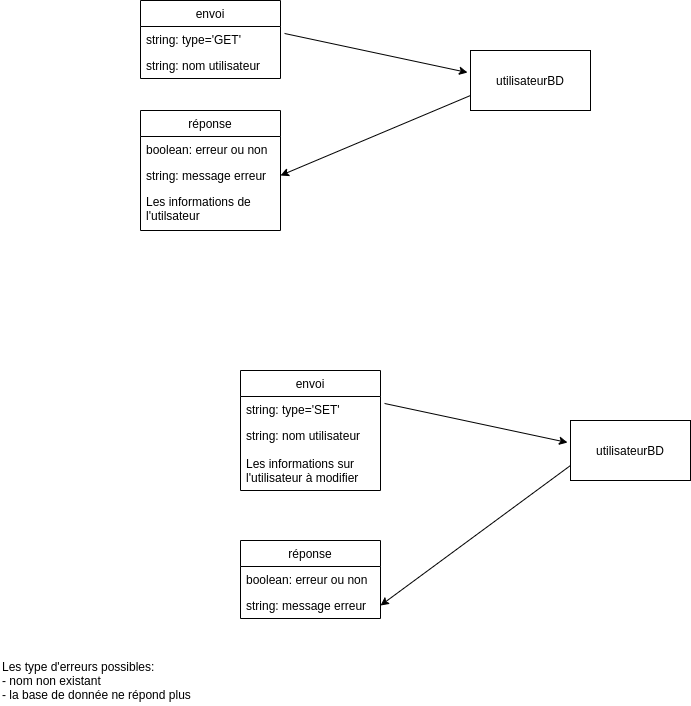 envoi
string: type='GET'
string: nom utilisateur
utilisateurBD
réponse
boolean: erreur ou non
string: message erreur
Les informations de
l'utilsateur
envoi
string: type='SET'
string: nom utilisateur
Les informations sur
l'utilisateur à modifier
utilisateurBD
réponse
boolean: erreur ou non
string: message erreur
Les type d'erreurs possibles:
- nom non existant
- la base de donnée ne répond plus